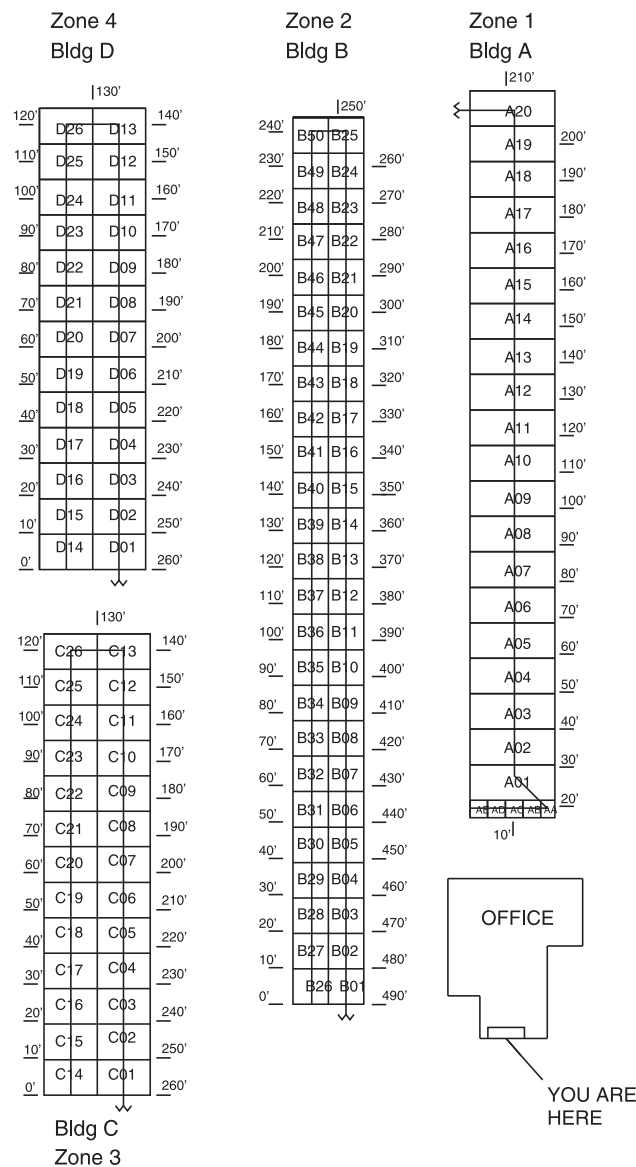 Zone 4
Bldg D
Zone 2
Bldg B
Zone 1
Bldg A
130'
120' D26 D13 140'
110' D25 D12 150'
100' D24 D11 160'
90' D23 D10 170'
80' D22 D09 180'
70' D21 D08 190'
60' D20 D07 200'
50' D19 D06 210'
40' D18 D05 220'
30' D17 D04 230'
20' D16 D03 240'
10' D15 D02 250'
0' D14 D01 260'
130'
120' C26 C13 140'
110' C25 C12 150'
100' C24 C11 160'
90' C23 C10 170'
80' C22 C09 180'
70' C21 C08 190'
60' C20 C07 200'
50' C19 C06 210'
40' C18 C05 220'
30' C17 C04 230'
20' C16 C03 240'
10' C15 C02 250'
0' C14 C01 260'
Bldg C
Zone 3
250'
240' B50 B25
230' B49 B24 260'
220' B48 B23 270'
210' B47 B22 280'
200' B46 B21 290'
190' B45 B20 300'
180' B44 B19 310'
170' B43 B18 320'
160' B42 B17 330'
150' B41 B16 340'
140' B40 B15 350'
130' B39 B14 360'
120' B38 B13 370'
110' B37 B12 380'
100' B36 B11 390'
90' B35 B10 400'
80' B34 B09 410'
70' B33 B08 420'
60' B32 B07 430'
50' B31 B06 440'
40' B30 B05 450'
30' B29 B04 460'
20' B28 B03 470'
10' B27 B02 480'
0' B26 B01 490'
210'
A20
A19 200'
A18 190'
A17 180'
A16 170'
A15 160'
A14 150'
A13 140'
A12 130'
A11 120'
A10 110'
A09 100'
A08 90'
A07 80'
A06 70'
A05 60'
A04 50'
A03 40'
A02 30'
A01 20'
AE AD AC AB AA
10'
OFFICE
YOU ARE
HERE